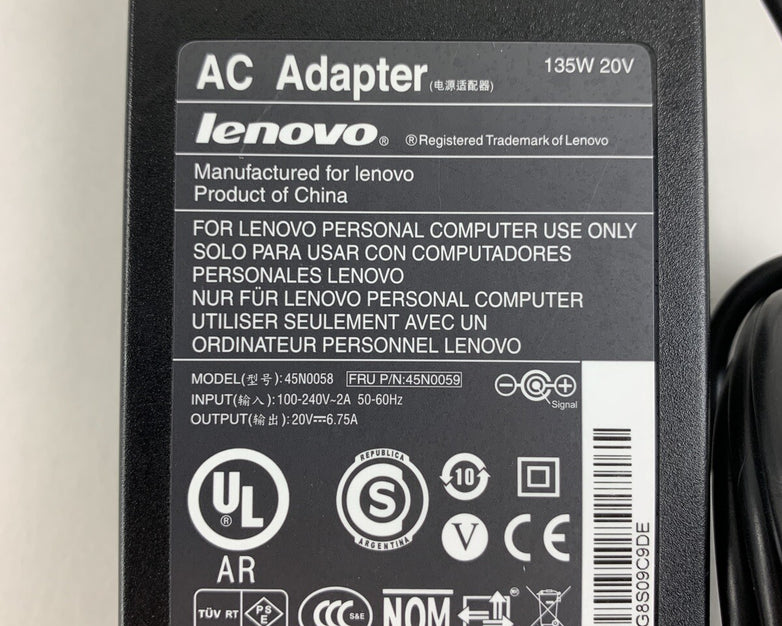 AC Adapter (电源适配器) 135W 20V
lenovo ® ® Registered Trademark of Lenovo
Manufactured for lenovo
Product of China
FOR LENOVO PERSONAL COMPUTER USE ONLY
SOLO PARA USAR CON COMPUTADORES
PERSONALES LENOVO
NUR FÜR LENOVO PERSONAL COMPUTER
UTILISER SEULEMENT AVEC UN
ORDINATEUR PERSONNEL LENOVO
MODEL(型号):45N0058 FRU P/N:45N0059
INPUT(输入):100-240V~2A 50-60Hz
OUTPUT(输出):20V⎓6.75A
Signal
UL ®
AR
REPUBLICA
S
ARGENTINA
10
V
CE
TÜV RT
PSE
CCC S&E
NOM
G8S09C9DE